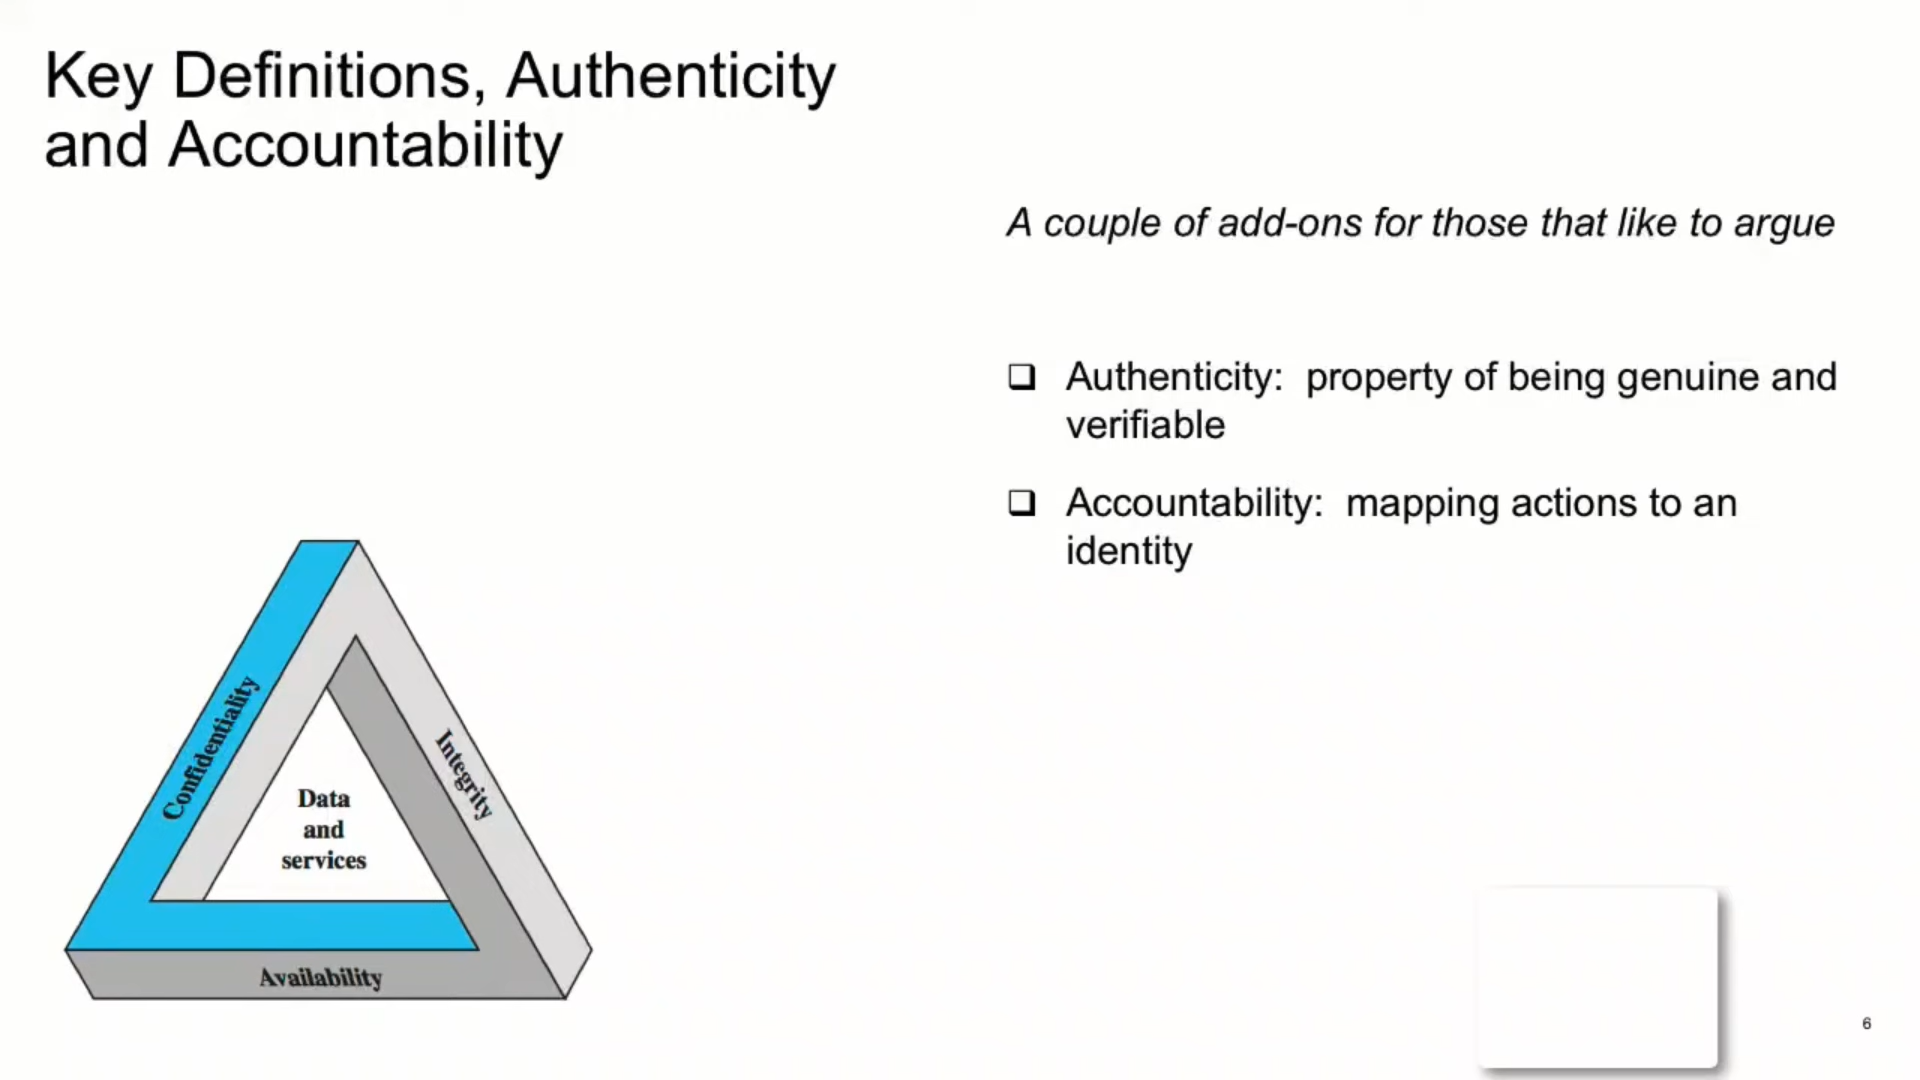 Key Definitions, Authenticity
and Accountability
A couple of add-ons for those that like to argue
❑ Authenticity: property of being genuine and
verifiable
❑ Accountability: mapping actions to an
identity
Confidentiality
Integrity
Data
and
services
Availability
6